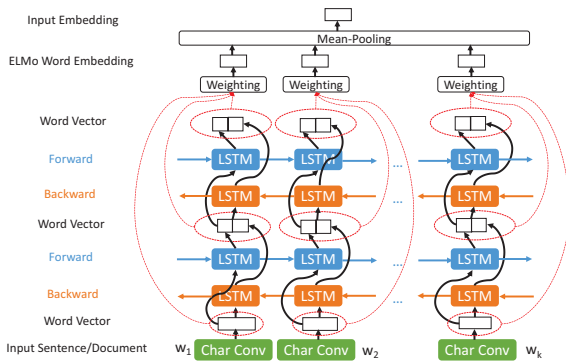 Input Embedding
Mean-Pooling
ELMo Word Embedding
Weighting Weighting Weighting
Word Vector
Forward LSTM LSTM ... LSTM
Backward LSTM LSTM ... LSTM
Word Vector
Forward LSTM LSTM ... LSTM
Backward LSTM LSTM ... LSTM
Word Vector
Input Sentence/Document w1 Char Conv Char Conv w2 Char Conv wk